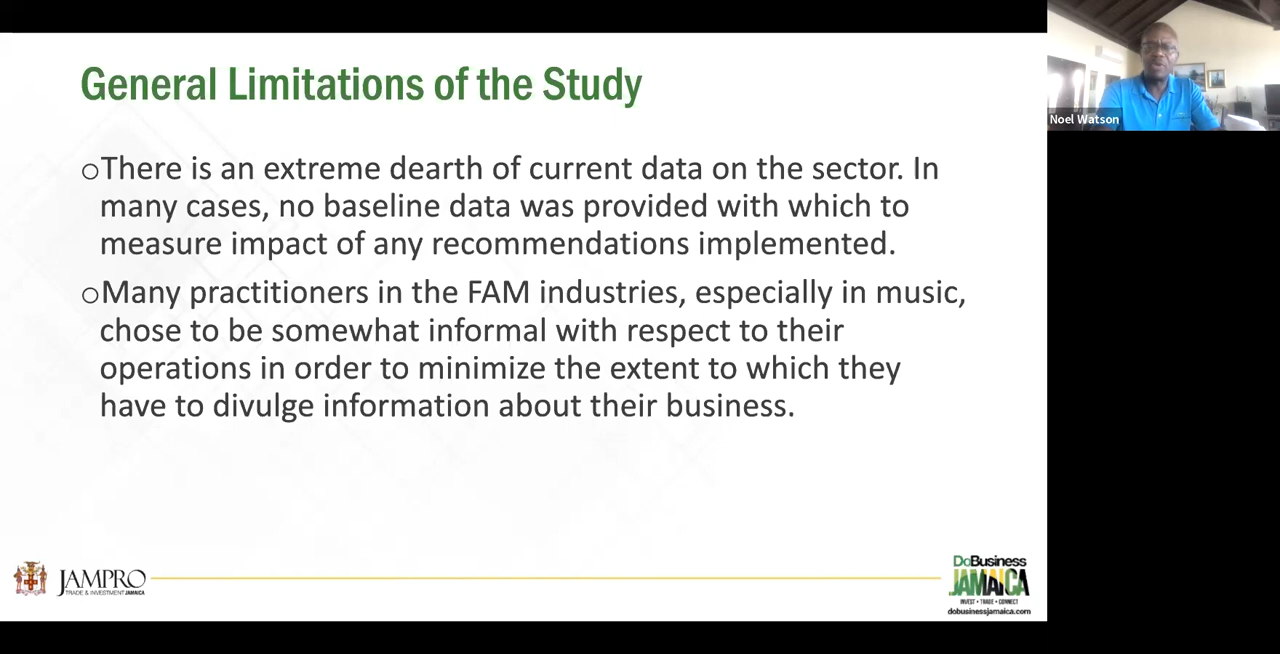 General Limitations of the Study
Noel Watson
oThere is an extreme dearth of current data on the sector. In
many cases, no baseline data was provided with which to
measure impact of any recommendations implemented.
oMany practitioners in the FAM industries, especially in music,
chose to be somewhat informal with respect to their
operations in order to minimize the extent to which they
have to divulge information about their business.
JAMPRO
TRADE & INVESTMENT JAMAICA
DoBusiness
JAMAICA
INVEST • TRADE • CONNECT
dobusinessjamaica.com